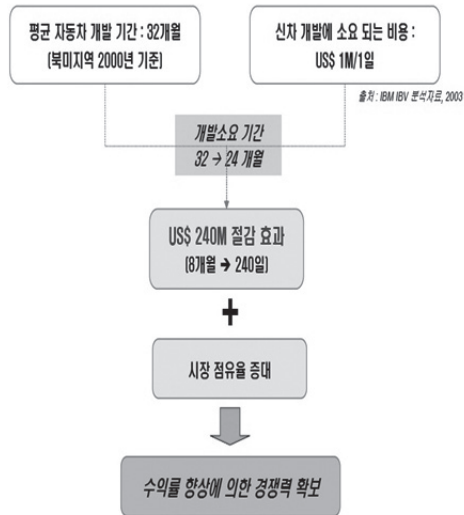 평균 자동차 개발 기간 : 32개월
(북미지역 2000년 기준)
신차 개발에 소요 되는 비용 :
US$ 1M/1일
출처 : IBM IBV 분석자료, 2003
개발소요 기간
32 → 24 개월
US$ 240M 절감 효과
(8개월 → 240일)
+
시장 점유율 증대
수익률 향상에 의한 경쟁력 확보